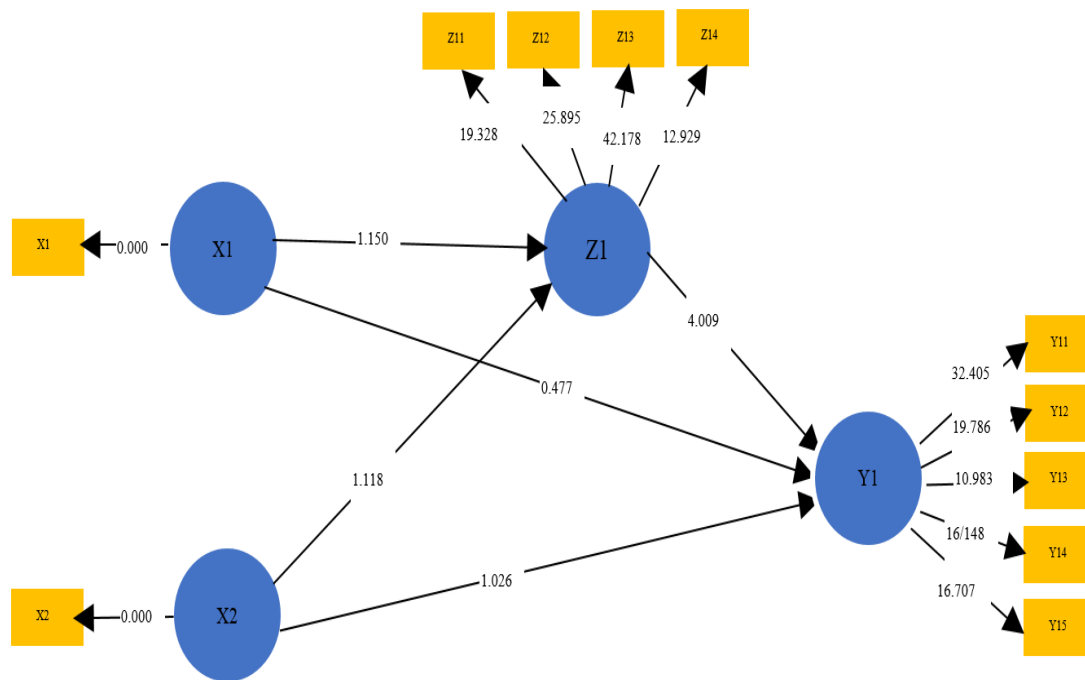 Z11
Z12
Z13
Z14
19.328
25.895
42.178
12.929
X1
0.000
X1
1.150
Z1
4.009
0.477
Y11
32.405
Y12
19.786
1.118
Y1
10.983
Y13
16/148
Y14
1.026
16.707
X2
0.000
X2
Y15